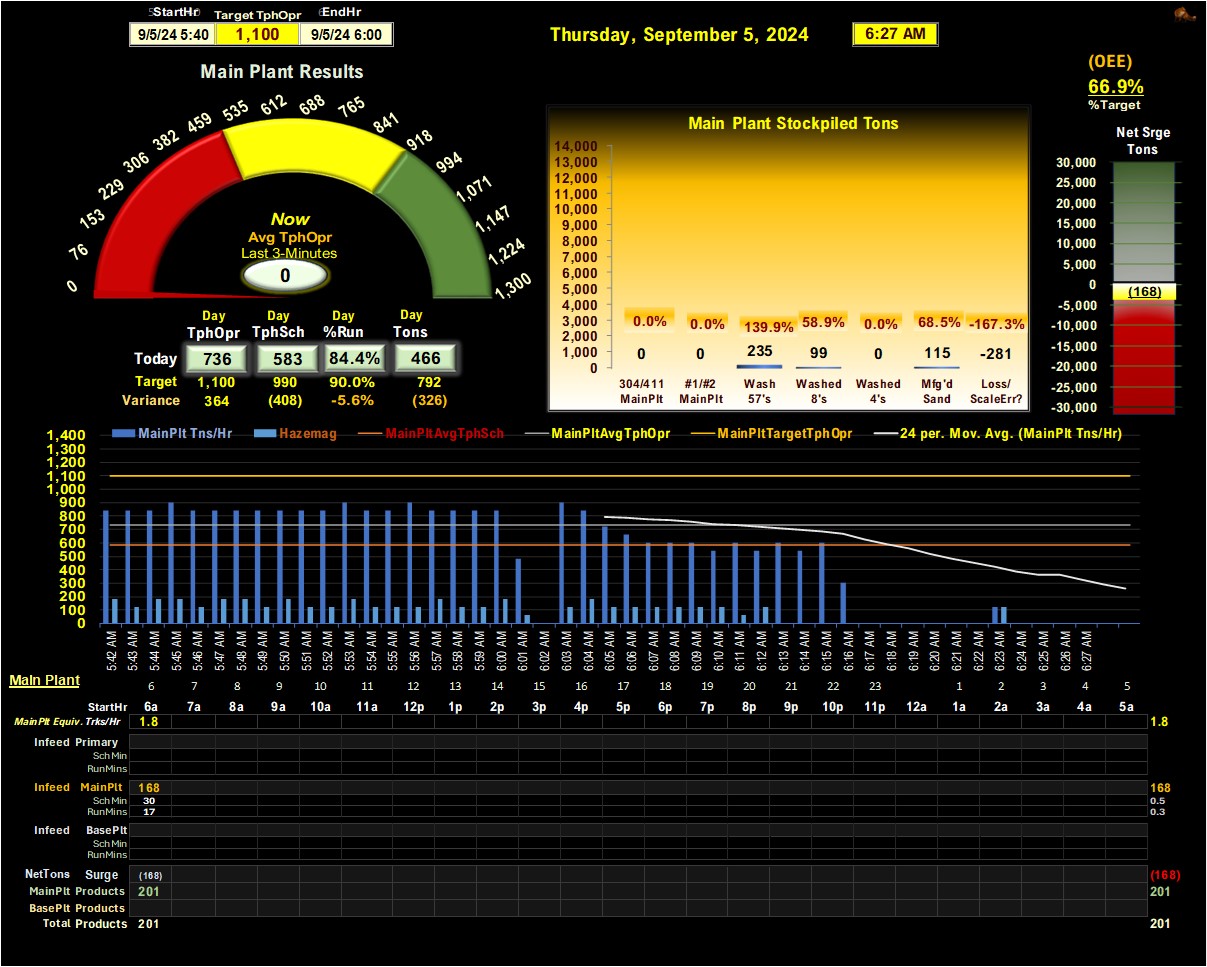 StartHr Target TphOpr EndHr
9/5/24 5:40 1,100 9/5/24 6:00
Thursday, September 5, 2024 6:27 AM
(OEE)
66.9%
%Target
Main Plant Results
0 76 153 229 306 382 459 535 612 688 765 841 918 994 1,071 1,147 1,224 1,300
Now
Avg TphOpr
Last 3-Minutes
0
Day Day Day Day
TphOpr TphSch %Run Tons
Today 736 583 84.4% 466
Target 1,100 990 90.0% 792
Variance 364 (408) -5.6% (326)
Main Plant Stockpiled Tons
14,000
13,000
12,000
11,000
10,000
9,000
8,000
7,000
6,000
5,000
4,000
3,000
2,000
1,000
0
0.0% 0.0% 139.9% 58.9% 0.0% 68.5% -167.3%
0 0 235 99 0 115 -281
304/411 #1/#2 Wash Washed Washed Mfg'd Loss/
MainPlt MainPlt 57's 8's 4's Sand ScaleErr?
Net Srge
Tons
30,000
25,000
20,000
15,000
10,000
5,000
0
(168)
-5,000
-10,000
-15,000
-20,000
-25,000
-30,000
MainPlt Tns/Hr Hazemag MainPltAvgTphSch MainPltAvgTphOpr MainPltTargetTphOpr 24 per. Mov. Avg. (MainPlt Tns/Hr)
1,400
1,300
1,200
1,100
1,000
900
800
700
600
500
400
300
200
100
0
5:42 AM 5:43 AM 5:44 AM 5:45 AM 5:46 AM 5:47 AM 5:48 AM 5:49 AM 5:50 AM 5:51 AM 5:52 AM 5:53 AM 5:54 AM 5:55 AM 5:56 AM 5:57 AM 5:58 AM 5:59 AM 6:00 AM 6:01 AM 6:02 AM 6:03 AM 6:04 AM 6:05 AM 6:06 AM 6:07 AM 6:08 AM 6:09 AM 6:10 AM 6:11 AM 6:12 AM 6:13 AM 6:14 AM 6:15 AM 6:16 AM 6:17 AM 6:18 AM 6:19 AM 6:20 AM 6:21 AM 6:22 AM 6:23 AM 6:24 AM 6:25 AM 6:26 AM 6:27 AM
Main Plant
6 7 8 9 10 11 12 13 14 15 16 17 18 19 20 21 22 23 1 2 3 4 5
StartHr 6a 7a 8a 9a 10a 11a 12p 1p 2p 3p 4p 5p 6p 7p 8p 9p 10p 11p 12a 1a 2a 3a 4a 5a
MainPlt Equiv. Trks/Hr 1.8 1.8
Infeed Primary
Sch Min
RunMins
Infeed MainPlt 168 168
Sch Min 30 0.5
RunMins 17 0.3
Infeed BasePlt
Sch Min
RunMins
NetTons Surge (168) (168)
MainPlt Products 201 201
BasePlt Products
Total Products 201 201